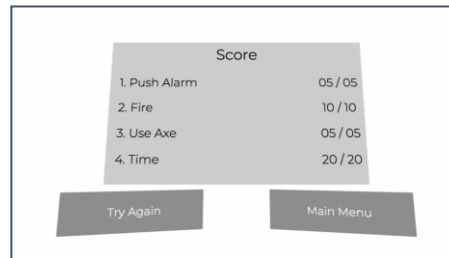 Score
1. Push Alarm 05 / 05
2. Fire 10 / 10
3. Use Axe 05 / 05
4. Time 20 / 20
Try Again Main Menu